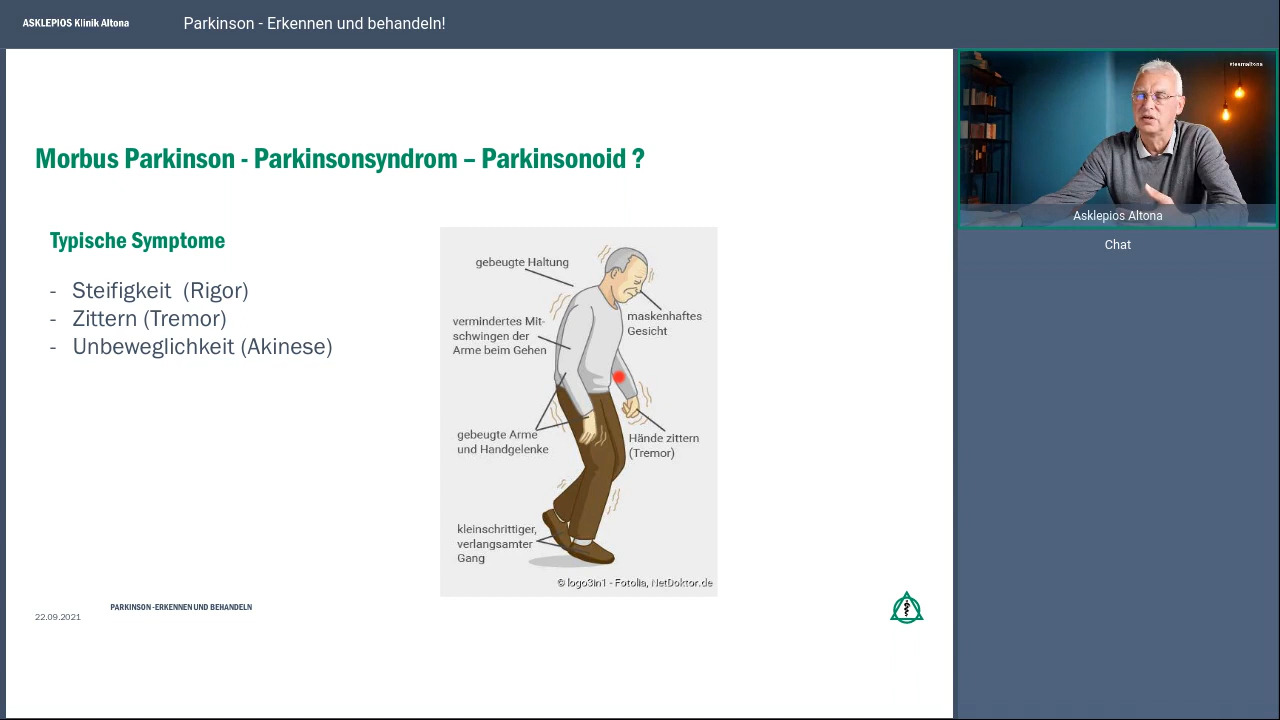 ASKLEPIOS Klinik Altona
Parkinson - Erkennen und behandeln!
Morbus Parkinson - Parkinsonsyndrom – Parkinsonoid ?
Typische Symptome
- Steifigkeit (Rigor)
- Zittern (Tremor)
- Unbeweglichkeit (Akinese)
gebeugte Haltung
maskenhaftes
Gesicht
vermindertes Mit-
schwingen der
Arme beim Gehen
gebeugte Arme
und Handgelenke
Hände zittern
(Tremor)
kleinschrittiger,
verlangsamter
Gang
© logo3in1 - Fotolia, NetDoktor.de
PARKINSON -ERKENNEN UND BEHANDELN
22.09.2021
#teamaltona
Asklepios Altona
Chat